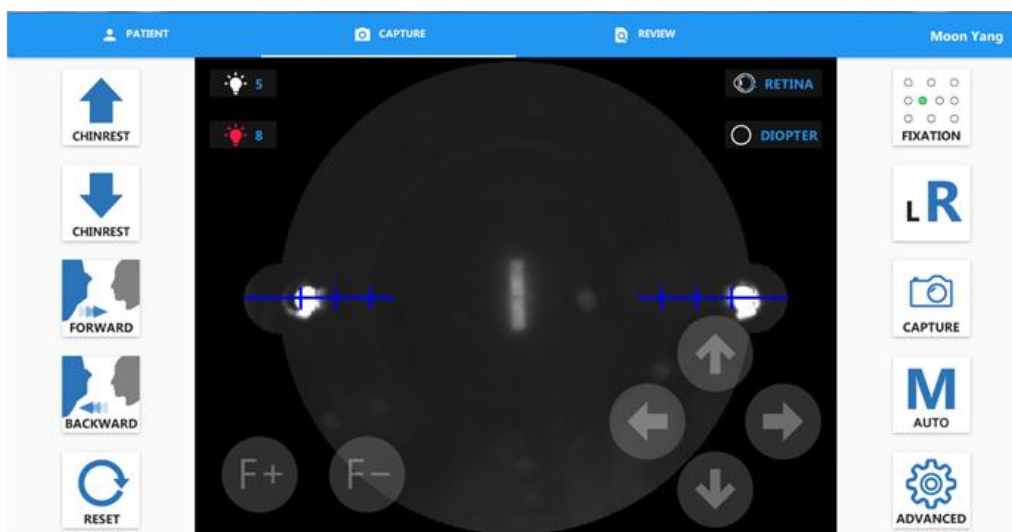 PATIENT
CAPTURE
REVIEW
Moon Yang
CHINREST
CHINREST
FORWARD
BACKWARD
RESET
5
8
RETINA
DIOPTER
F+
F-
FIXATION
L R
CAPTURE
M
AUTO
ADVANCED